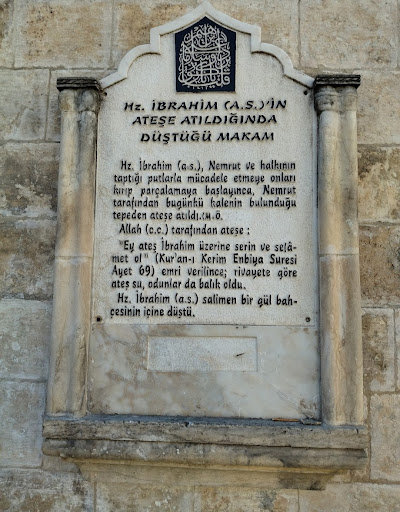 Hz. İBRAHİM (A.S.)'İN
ATEŞE ATILDIĞINDA
DÜŞTÜĞÜ MAKAM
Hz. İbrahim (a.s.), Nemrut ve halkının
taptığı putlarla mücadele etmeye onları
kırıp parçalamaya başlayınca, Nemrut
tarafından bugünkü kalenin bulunduğu
tepeden ateşe atıldı.(M.Ö.
Allah (c.c.) tarafından ateşe :
"Ey ateş İbrahim üzerine serin ve selâ-
met ol" (Kur'an-ı Kerim Enbiya Suresi
Ayet 69) emri verilince; rivayete göre
ateş su, odunlar da balık oldu.
Hz. İbrahim (a.s.) salimen bir gül bah-
çesinin içine düştü.